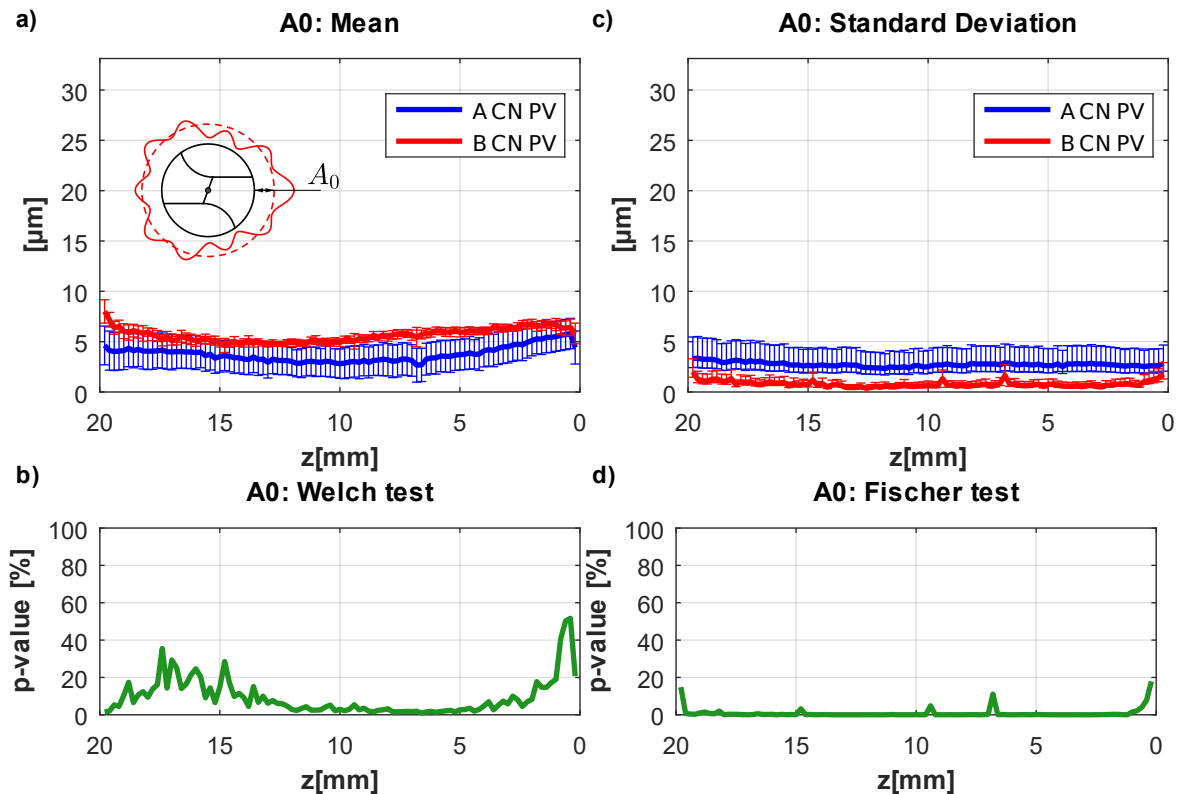 a)
A0: Mean
[μm]
30
25
20
15
10
5
0
A CN PV
B CN PV
A0
20
15
10
5
0
z[mm]
c)
A0: Standard Deviation
[μm]
30
25
20
15
10
5
0
A CN PV
B CN PV
20
15
10
5
0
z[mm]
b)
A0: Welch test
p-value [%]
100
80
60
40
20
0
20
15
10
5
0
z[mm]
d)
A0: Fischer test
p-value [%]
100
80
60
40
20
0
20
15
10
5
0
z[mm]